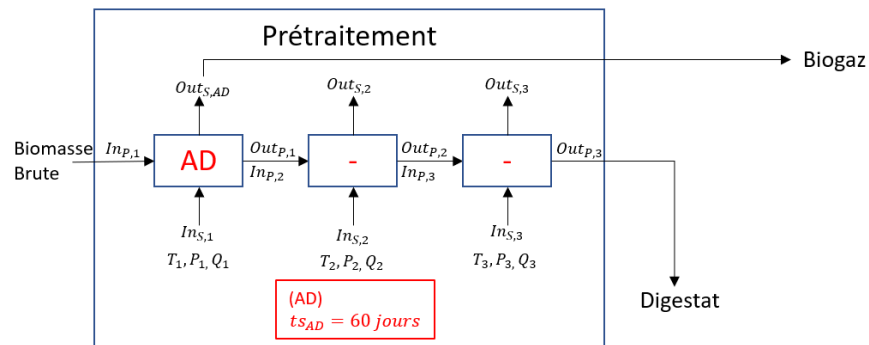 Prétraitement
Biogaz
Out_{S,AD} Out_{S,2} Out_{S,3}
Biomasse
Brute
In_{P,1} Out_{P,1} Out_{P,2} Out_{P,3}
AD - -
In_{P,2} In_{P,3}
In_{S,1} In_{S,2} In_{S,3}
T_1, P_1, Q_1 T_2, P_2, Q_2 T_3, P_3, Q_3
(AD)
ts_{AD} = 60 jours
Digestat